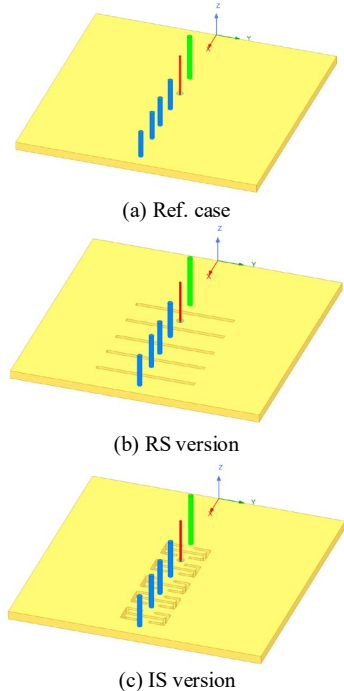 Z
Y
X
(a) Ref. case
Z
Y
X
(b) RS version
Z
Y
X
(c) IS version